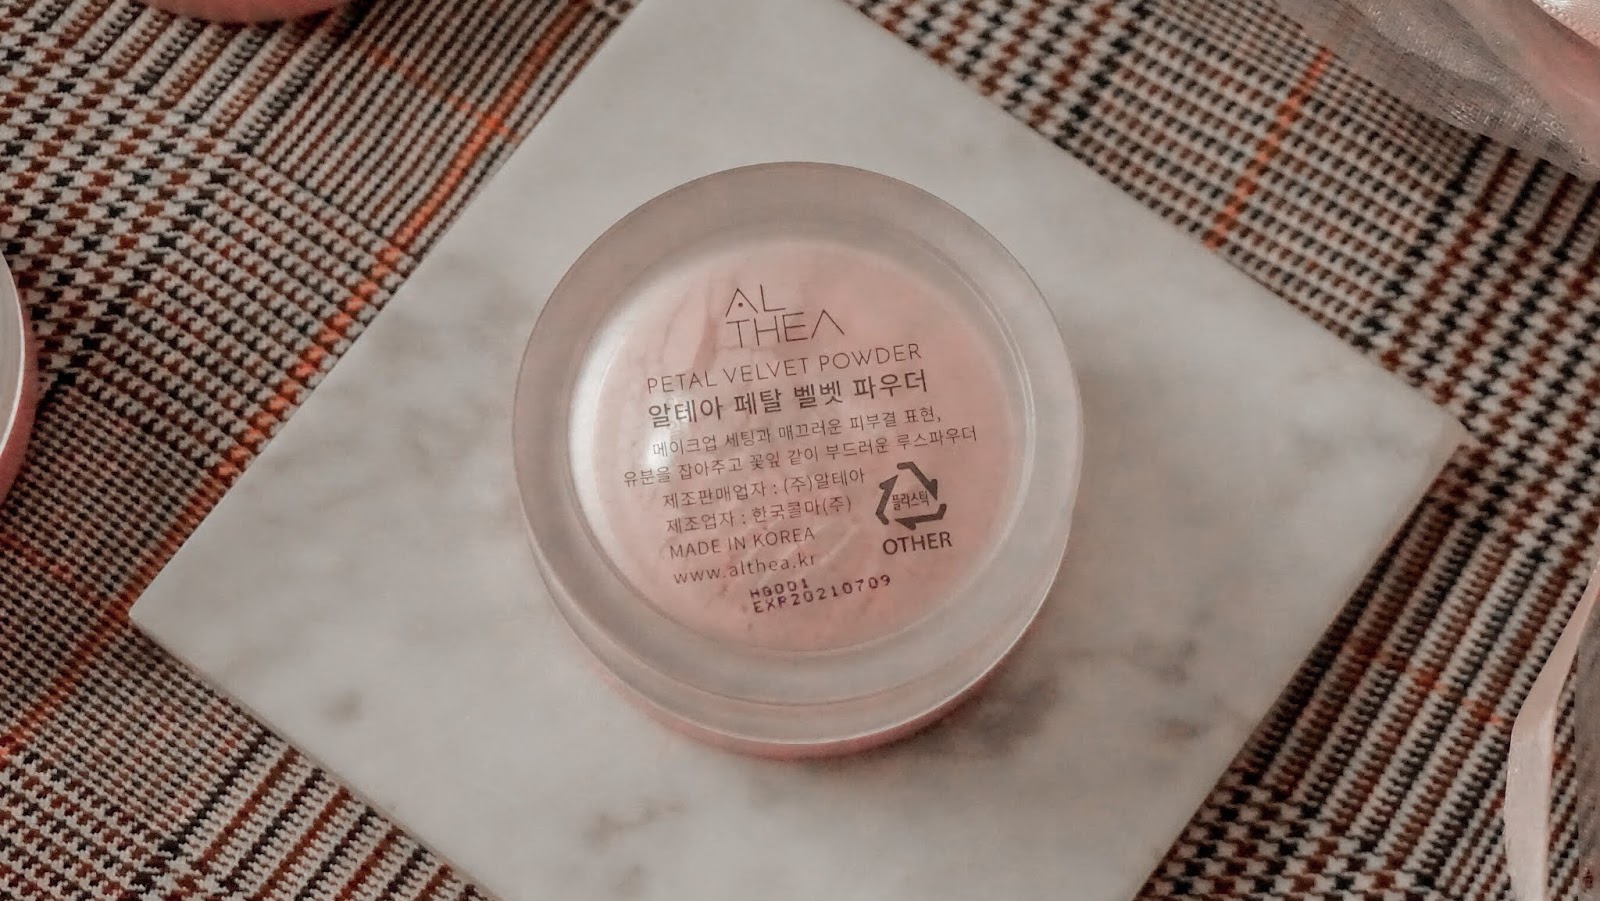 AL
THEA
PETAL VELVET POWDER
알테아 페탈 벨벳 파우더
메이크업 세팅과 매끄러운 피부결 표현,
유분을 잡아주고 꽃잎 같이 부드러운 루스파우더
제조판매업자 : (주)알테아
제조업자 : 한국콜마(주)
MADE IN KOREA
www.althea.kr
플라스틱
OTHER
HG001
EXP20210709